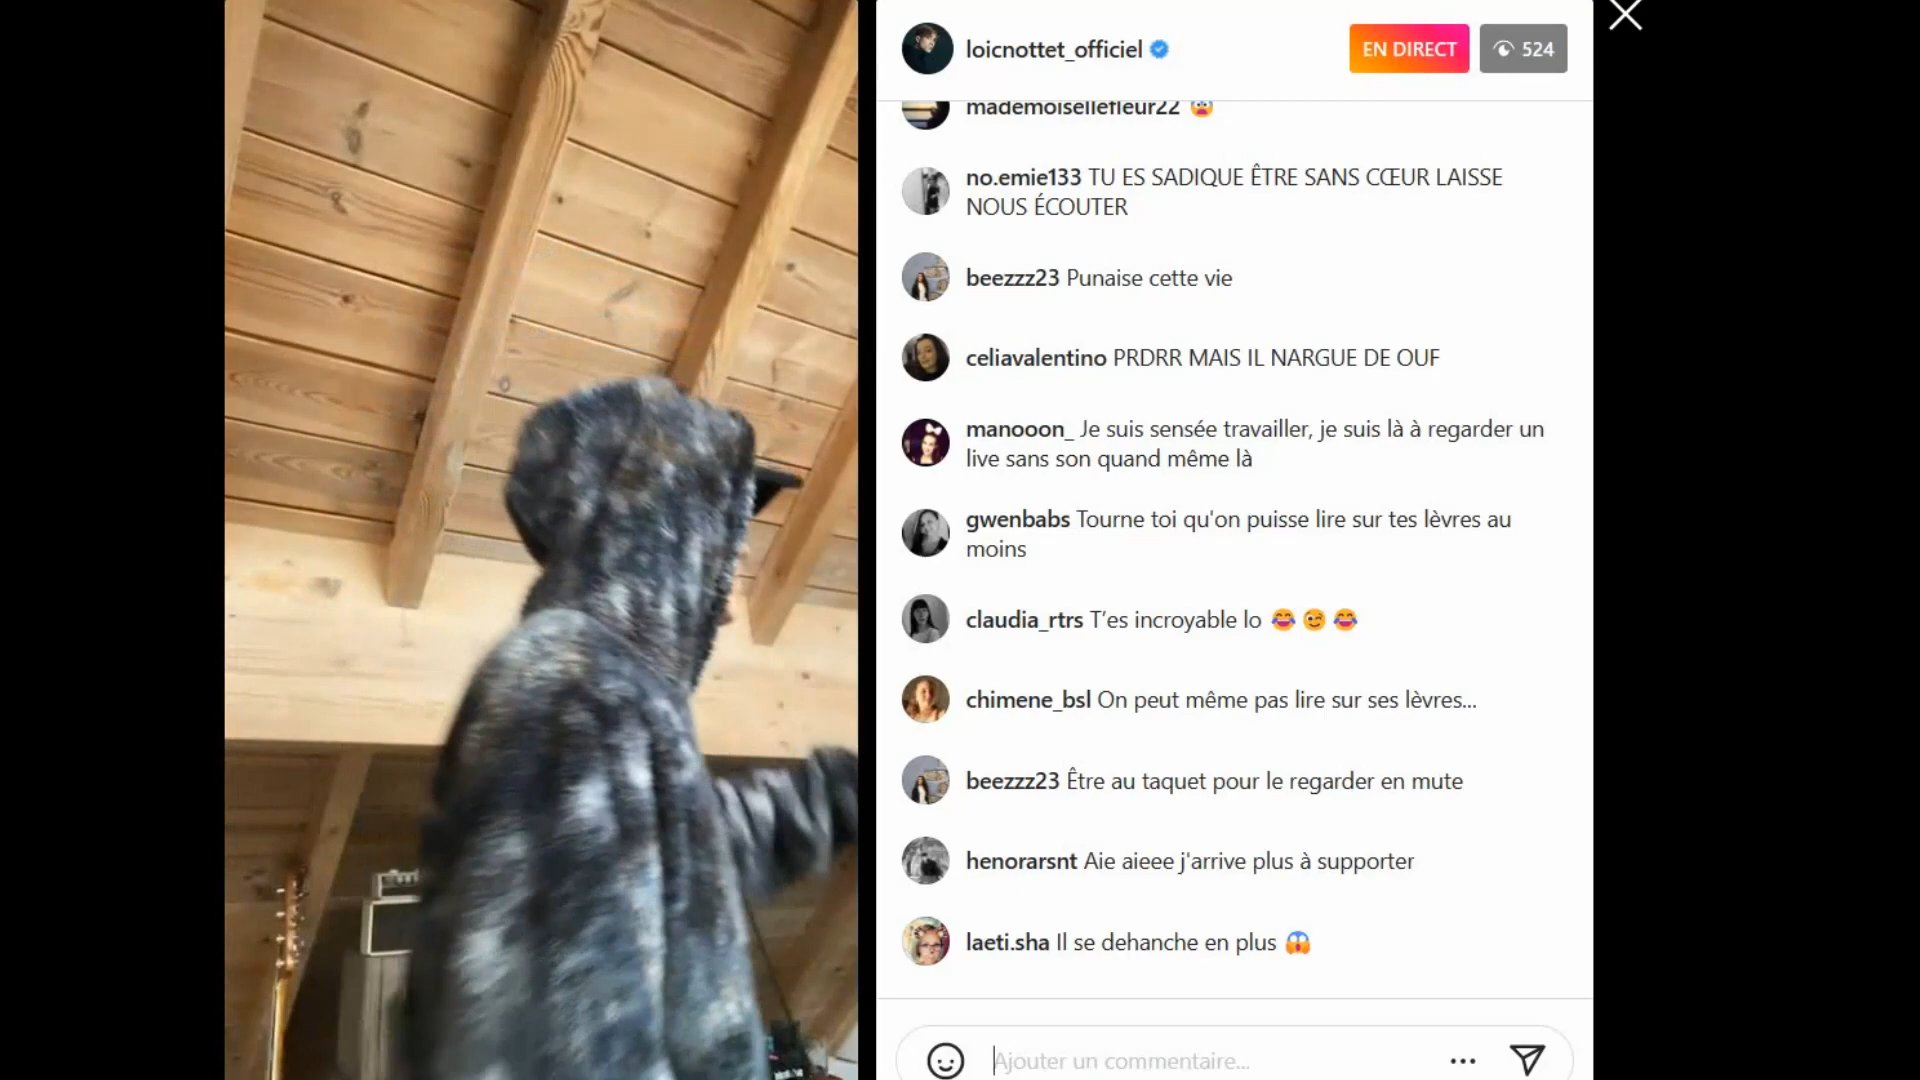 loicnottet_officiel
EN DIRECT
524
mademoisellefleur22 😨
no.emie133 TU ES SADIQUE ÊTRE SANS CŒUR LAISSE
NOUS ÉCOUTER
beezzz23 Punaise cette vie
celiavalentino PRDRR MAIS IL NARGUE DE OUF
manooon_ Je suis sensée travailler, je suis là à regarder un
live sans son quand même là
gwenbabs Tourne toi qu'on puisse lire sur tes lèvres au
moins
claudia_rtrs T'es incroyable lo 😂 😉 😂
chimene_bsl On peut même pas lire sur ses lèvres...
beezzz23 Être au taquet pour le regarder en mute
henorarsnt Aie aieee j'arrive plus à supporter
laeti.sha Il se dehanche en plus 😱
Ajouter un commentaire...